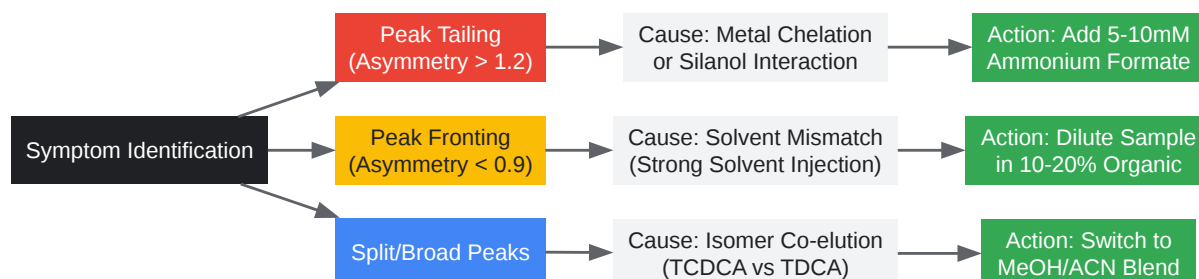 Symptom Identification
Peak Tailing
(Asymmetry > 1.2)
Cause: Metal Chelation
or Silanol Interaction
Action: Add 5-10mM
Ammonium Formate
Peak Fronting
(Asymmetry < 0.9)
Cause: Solvent Mismatch
(Strong Solvent Injection)
Action: Dilute Sample
in 10-20% Organic
Split/Broad Peaks
Cause: Isomer Co-elution
(TCDCA vs TDCA)
Action: Switch to
MeOH/ACN Blend